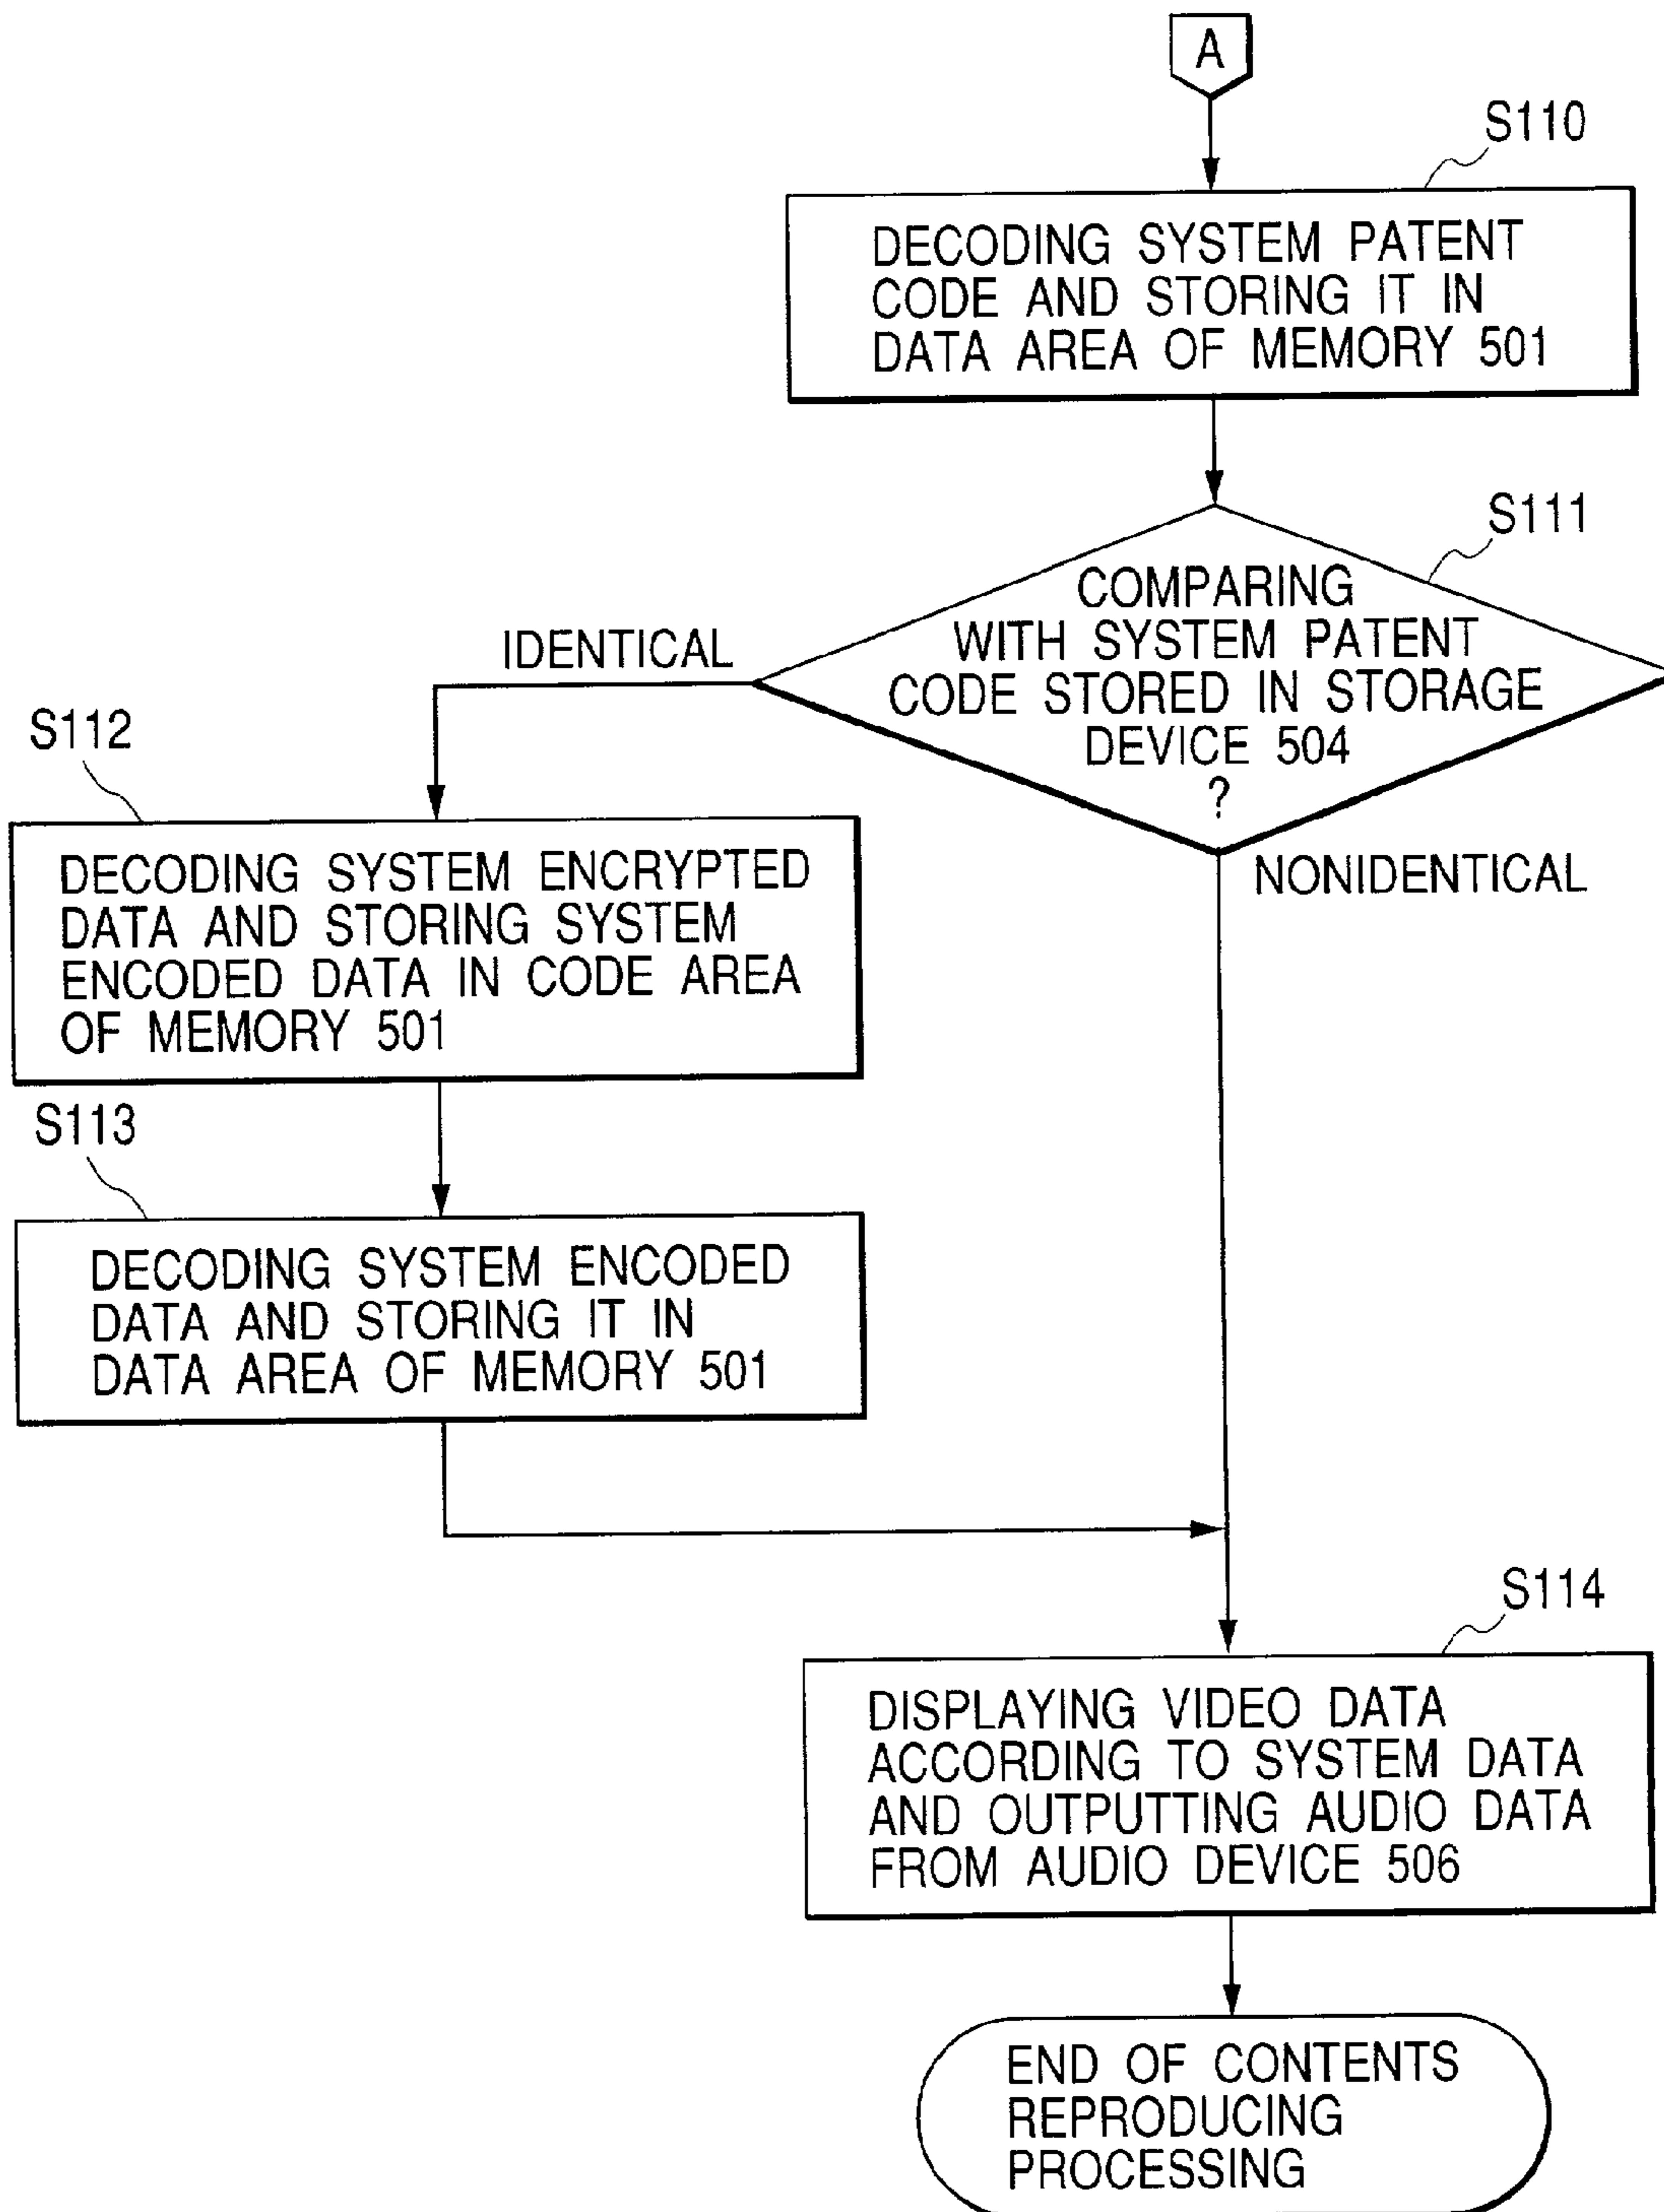 A
S110
DECODING SYSTEM PATENT
CODE AND STORING IT IN
DATA AREA OF MEMORY 501
S111
COMPARING
WITH SYSTEM PATENT
CODE STORED IN STORAGE
DEVICE 504
?
IDENTICAL
NONIDENTICAL
S112
DECODING SYSTEM ENCRYPTED
DATA AND STORING SYSTEM
ENCODED DATA IN CODE AREA
OF MEMORY 501
S113
DECODING SYSTEM ENCODED
DATA AND STORING IT IN
DATA AREA OF MEMORY 501
S114
DISPLAYING VIDEO DATA
ACCORDING TO SYSTEM DATA
AND OUTPUTTING AUDIO DATA
FROM AUDIO DEVICE 506
END OF CONTENTS
REPRODUCING
PROCESSING